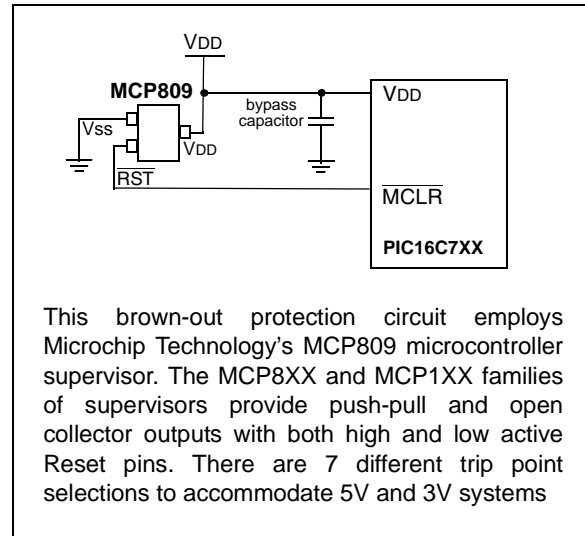 VDD
MCP809
VDD
bypass
capacitor
Vss
VDD
RST
MCLR
PIC16C7XX
This brown-out protection circuit employs
Microchip Technology's MCP809 microcontroller
supervisor. The MCP8XX and MCP1XX families
of supervisors provide push-pull and open
collector outputs with both high and low active
Reset pins. There are 7 different trip point
selections to accommodate 5V and 3V systems